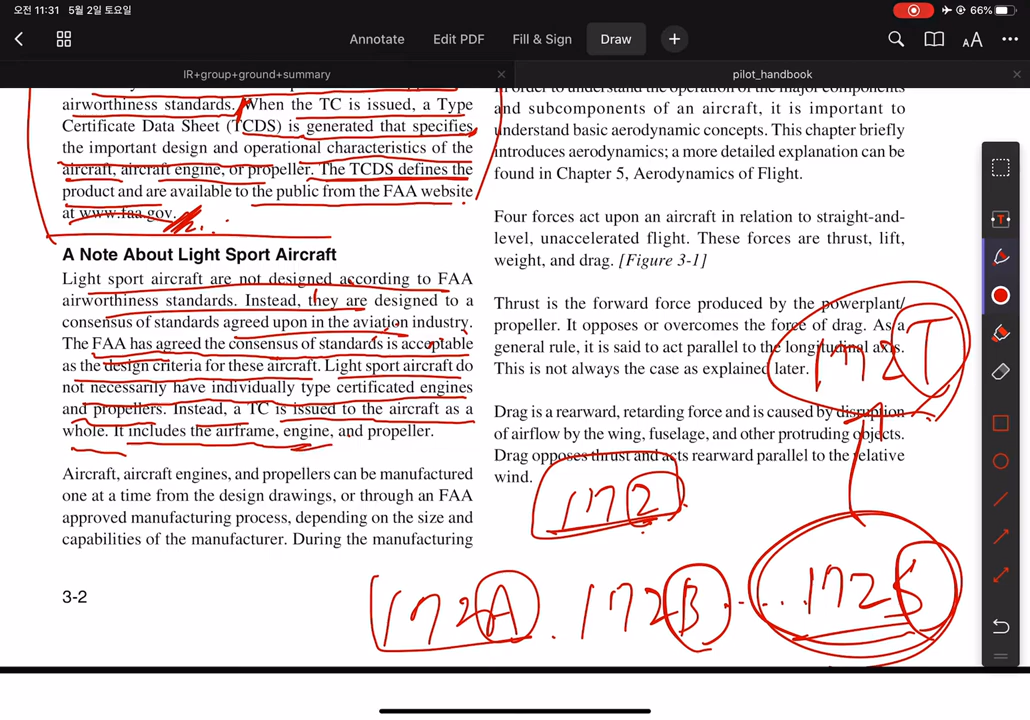 오전 11:31 5월 2일 토요일
66%
Annotate Edit PDF Fill & Sign Draw
AA
IR+group+ground+summary
pilot_handbook
airworthiness standards. When the TC is issued, a Type
Certificate Data Sheet (TCDS) is generated that specifies
the important design and operational characteristics of the
aircraft, aircraft engine, or propeller. The TCDS defines the
product and are available to the public from the FAA website
at www.faa.gov.
A Note About Light Sport Aircraft
Light sport aircraft are not designed according to FAA
airworthiness standards. Instead, they are designed to a
consensus of standards agreed upon in the aviation industry.
The FAA has agreed the consensus of standards is acceptable
as the design criteria for these aircraft. Light sport aircraft do
not necessarily have individually type certificated engines
and propellers. Instead, a TC is issued to the aircraft as a
whole. It includes the airframe, engine, and propeller.
Aircraft, aircraft engines, and propellers can be manufactured
one at a time from the design drawings, or through an FAA
approved manufacturing process, depending on the size and
capabilities of the manufacturer. During the manufacturing
3-2
in order to understand the operation of the major components
and subcomponents of an aircraft, it is important to
understand basic aerodynamic concepts. This chapter briefly
introduces aerodynamics; a more detailed explanation can be
found in Chapter 5, Aerodynamics of Flight.
Four forces act upon an aircraft in relation to straight-and-
level, unaccelerated flight. These forces are thrust, lift,
weight, and drag. [Figure 3-1]
Thrust is the forward force produced by the powerplant/
propeller. It opposes or overcomes the force of drag. As a
general rule, it is said to act parallel to the longitudinal axis.
This is not always the case as explained later.
Drag is a rearward, retarding force and is caused by disruption
of airflow by the wing, fuselage, and other protruding objects.
Drag opposes thrust and acts rearward parallel to the relative
wind.
172T
172
172A . 172B ..... 172S